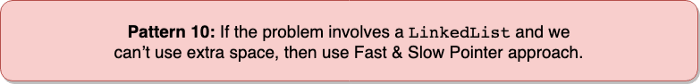 Pattern 10: If the problem involves a LinkedList and we
can’t use extra space, then use Fast & Slow Pointer approach.